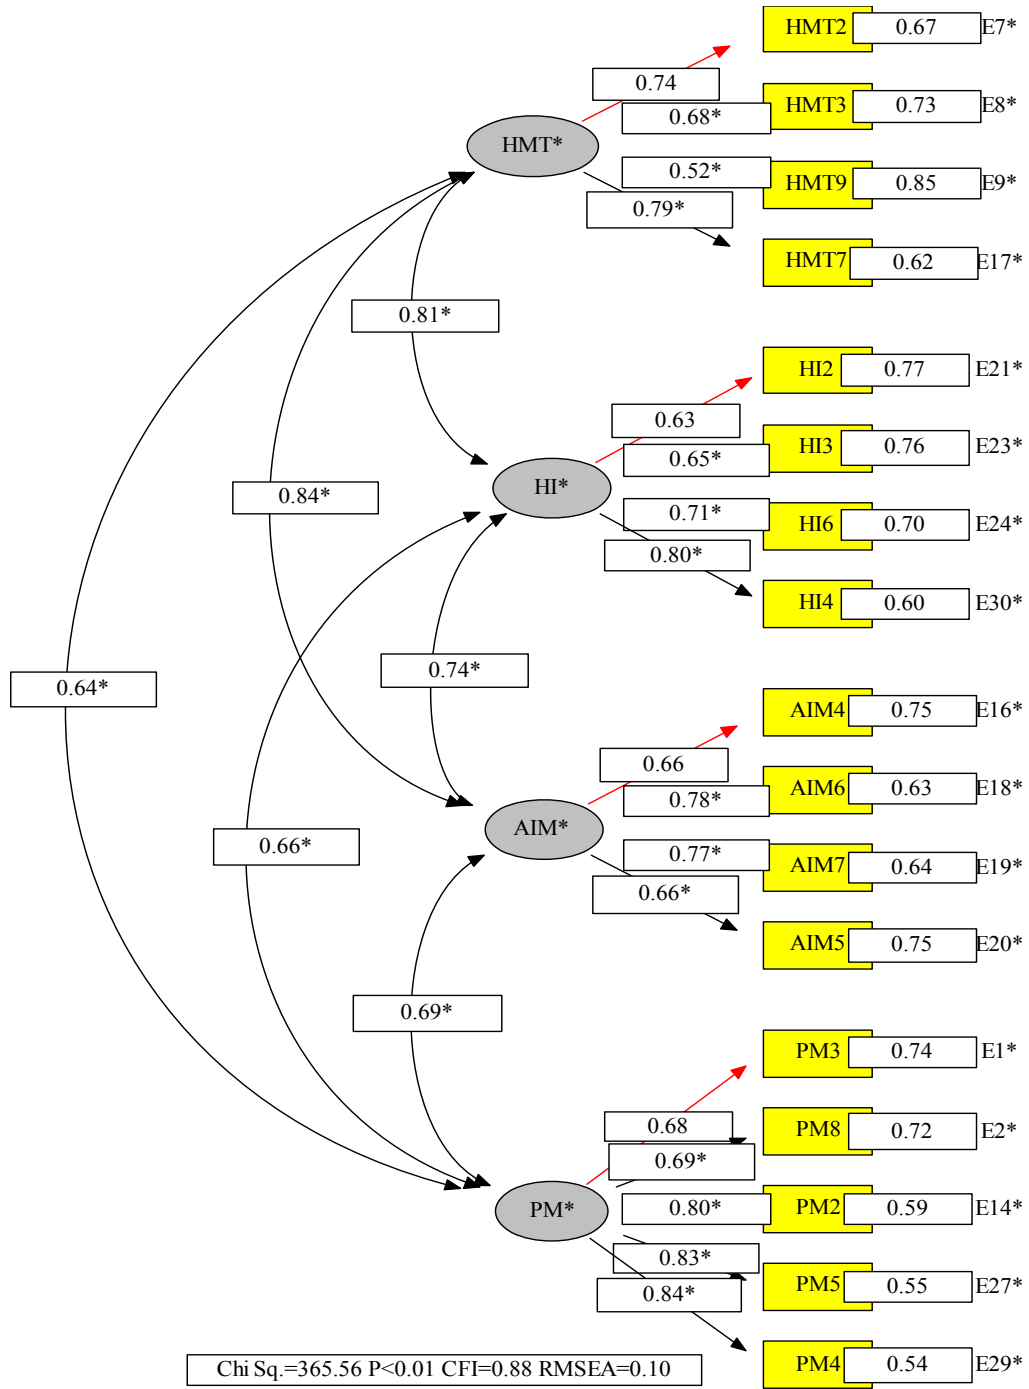 HMT2 0.67 E7*
0.74
HMT3 0.73 E8*
0.68*
HMT*
0.52*
HMT9 0.85 E9*
0.79*
HMT7 0.62 E17*
0.81*
HI2 0.77 E21*
0.63
HI3 0.76 E23*
0.65*
HI*
0.84*
0.71*
HI6 0.70 E24*
0.80*
HI4 0.60 E30*
0.74*
0.64*
AIM4 0.75 E16*
0.66
AIM6 0.63 E18*
0.78*
AIM*
0.66*
0.77*
AIM7 0.64 E19*
0.66*
AIM5 0.75 E20*
0.69*
PM3 0.74 E1*
0.68
PM8 0.72 E2*
0.69*
PM*
0.80*
PM2 0.59 E14*
0.83*
PM5 0.55 E27*
0.84*
PM4 0.54 E29*
Chi Sq.=365.56 P<0.01 CFI=0.88 RMSEA=0.10